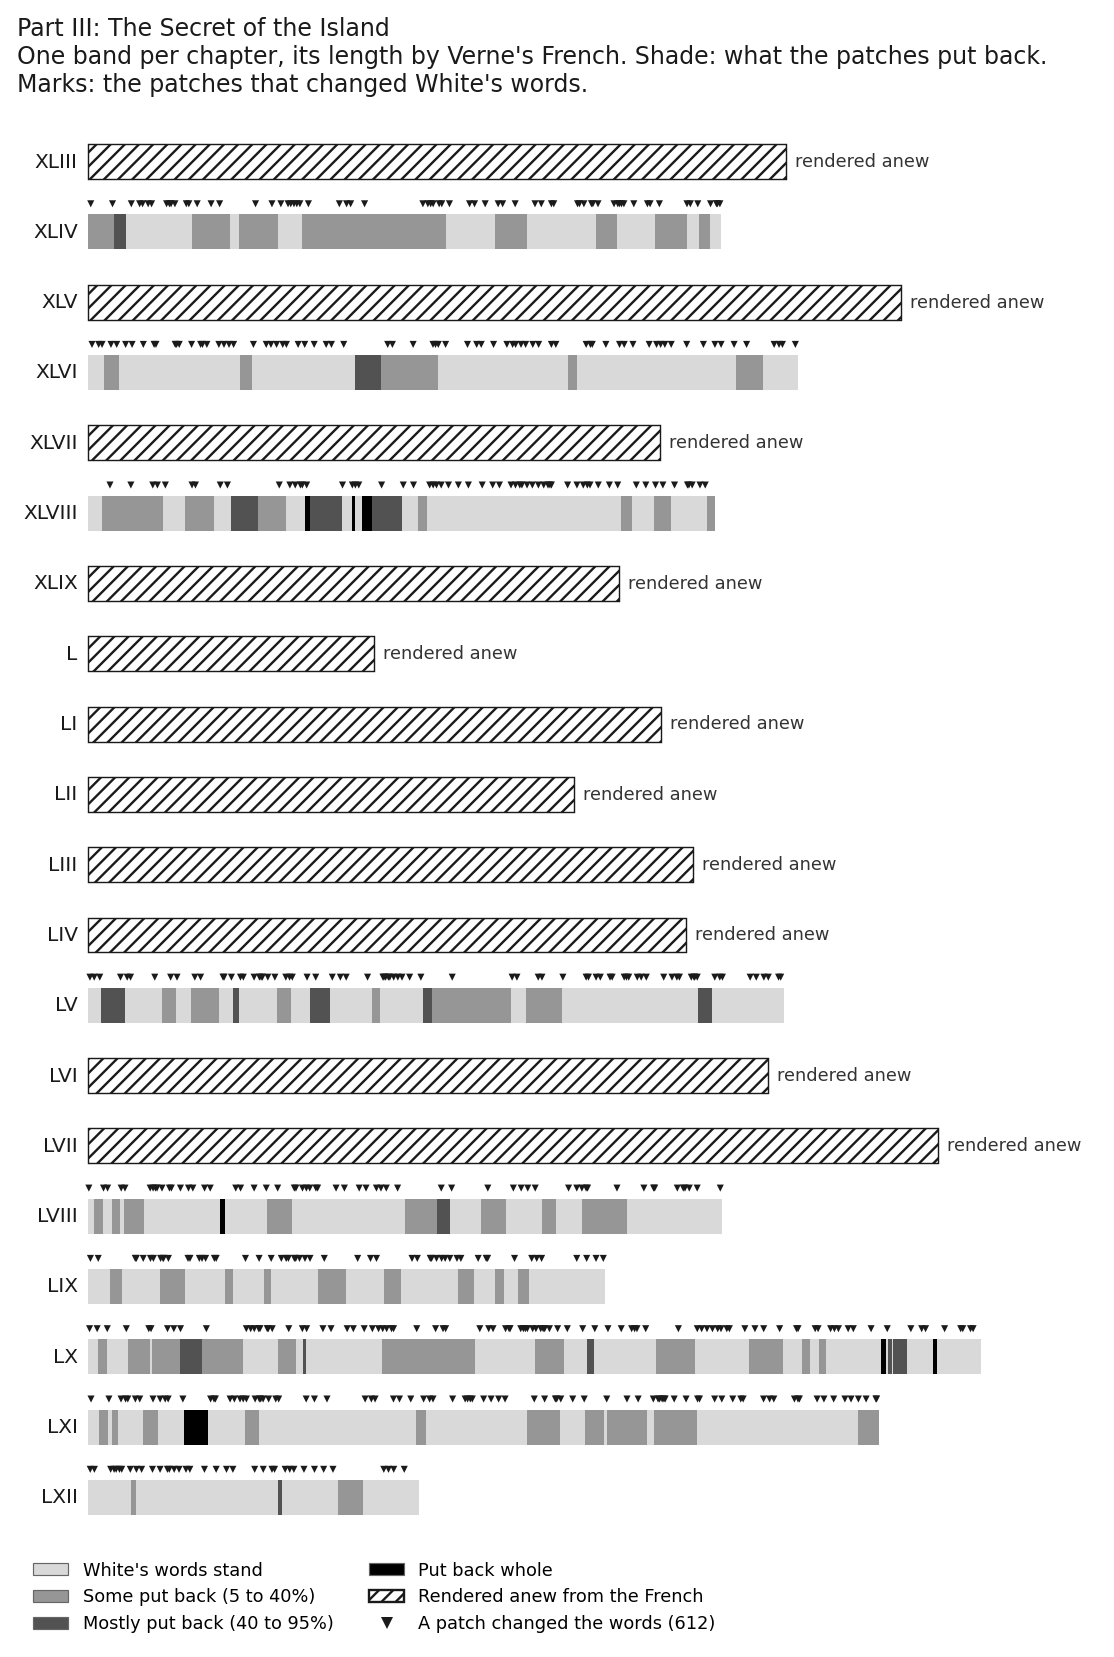 Part III: The Secret of the Island
One band per chapter, its length by Verne's French. Shade: what the patches put back.
Marks: the patches that changed White's words.
XLIII rendered anew
XLIV
XLV rendered anew
XLVI
XLVII rendered anew
XLVIII
XLIX rendered anew
L rendered anew
LI rendered anew
LII rendered anew
LIII rendered anew
LIV rendered anew
LV
LVI rendered anew
LVII rendered anew
LVIII
LIX
LX
LXI
LXII
White's words stand
Some put back (5 to 40%)
Mostly put back (40 to 95%)
Put back whole
Rendered anew from the French
A patch changed the words (612)